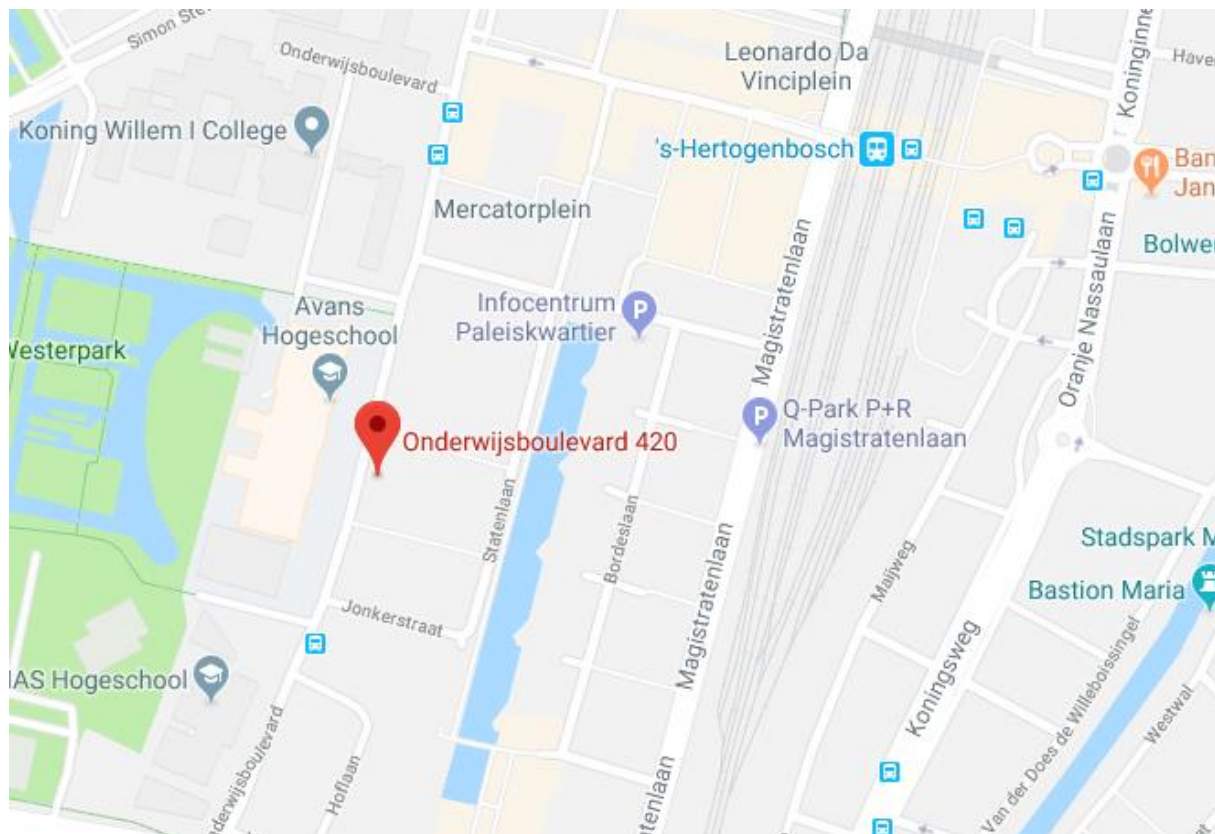 Simon Ste
Onderwijsboulevard
Leonardo Da
Vinciplein
Koninginne
Have
Koning Willem I College
's-Hertogenbosch
Ban
Jan
Mercatorplein
Bolwe
Avans
Hogeschool
Infocentrum
Paleiskwartier
P
Magistratenlaan
Oranje Nassaulaan
Westerpark
Onderwijsboulevard 420
P
Q-Park P+R
Magistratenlaan
Statenlaan
Bordeslaan
Magistratenlaan
Maijweg
Stadspark M
Bastion Maria
Jonkerstraat
HAS Hogeschool
Koningsweg
Van der Does de Willeboissingel
Westwal
Onderwijsboulevard
Hoflaan
atenlaan